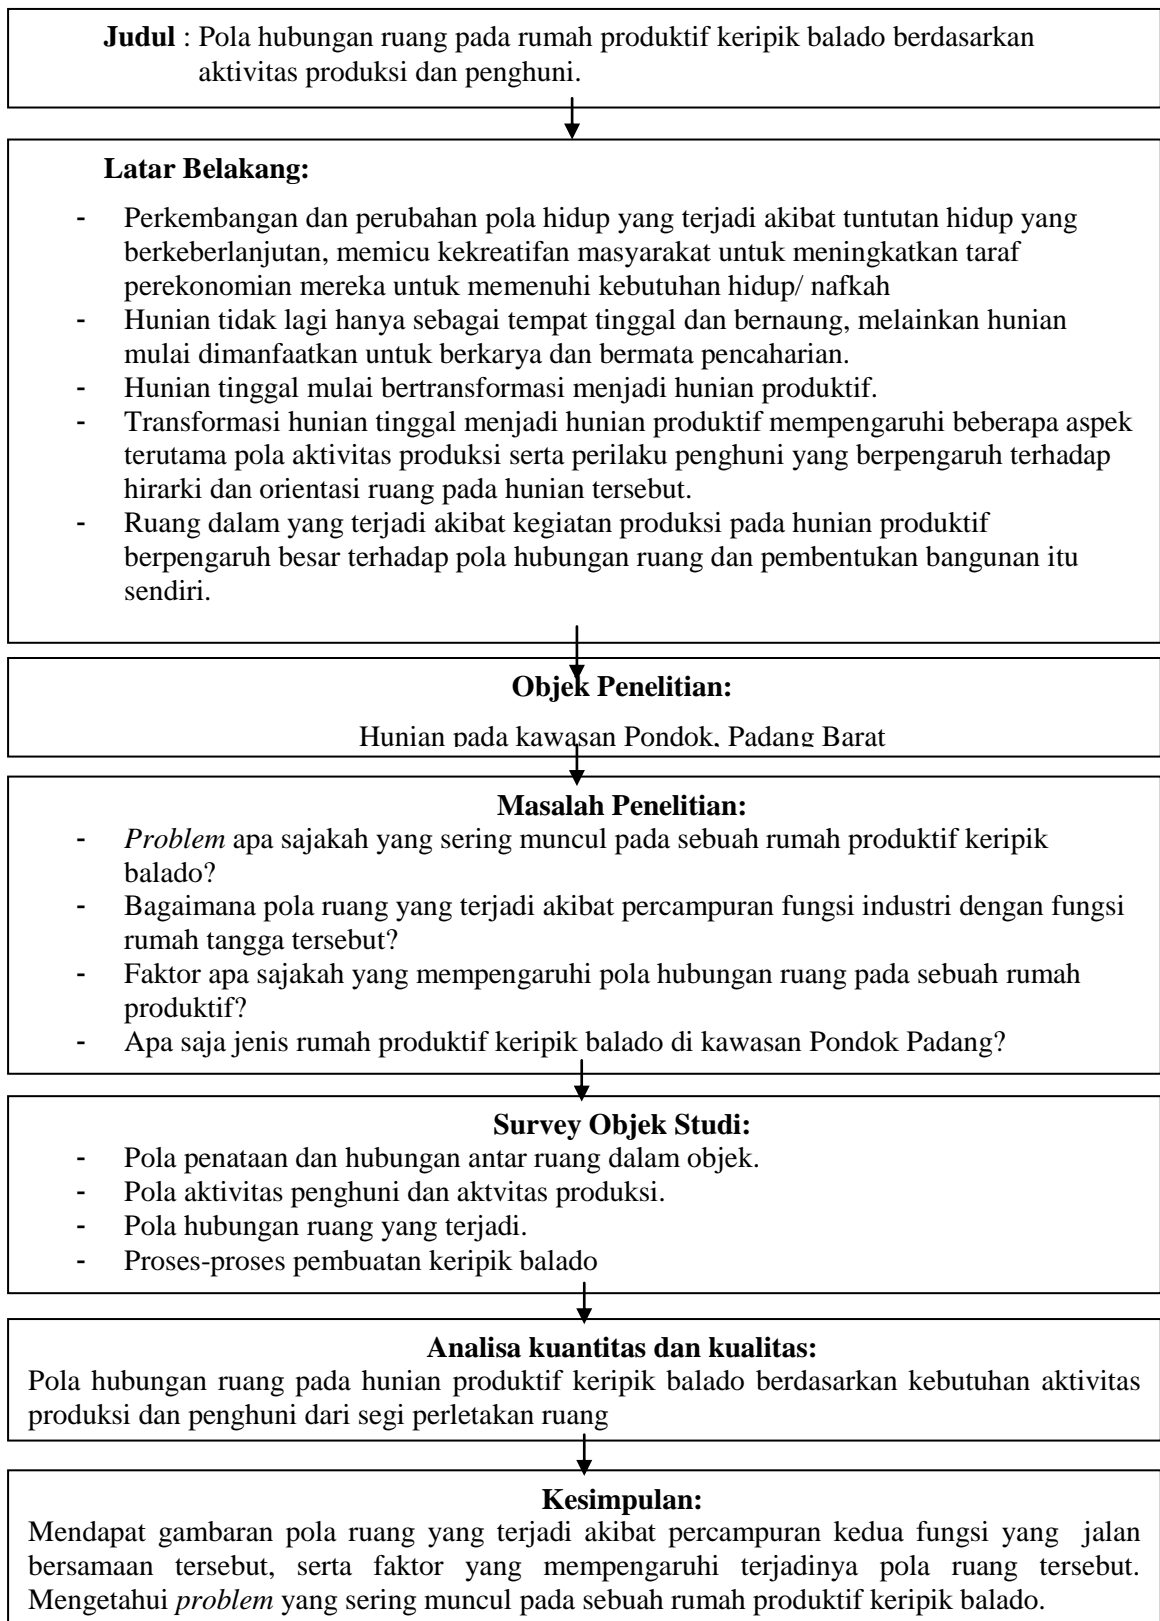 Judul : Pola hubungan ruang pada rumah produktif keripik balado berdasarkan
aktivitas produksi dan penghuni.
Latar Belakang:
- Perkembangan dan perubahan pola hidup yang terjadi akibat tuntutan hidup yang
berkeberlanjutan, memicu kekreatifan masyarakat untuk meningkatkan taraf
perekonomian mereka untuk memenuhi kebutuhan hidup/ nafkah
- Hunian tidak lagi hanya sebagai tempat tinggal dan bernaung, melainkan hunian
mulai dimanfaatkan untuk berkarya dan bermata pencaharian.
- Hunian tinggal mulai bertransformasi menjadi hunian produktif.
- Transformasi hunian tinggal menjadi hunian produktif mempengaruhi beberapa aspek
terutama pola aktivitas produksi serta perilaku penghuni yang berpengaruh terhadap
hirarki dan orientasi ruang pada hunian tersebut.
- Ruang dalam yang terjadi akibat kegiatan produksi pada hunian produktif
berpengaruh besar terhadap pola hubungan ruang dan pembentukan bangunan itu
sendiri.
Objek Penelitian:
Hunian pada kawasan Pondok, Padang Barat
Masalah Penelitian:
- Problem apa sajakah yang sering muncul pada sebuah rumah produktif keripik
balado?
- Bagaimana pola ruang yang terjadi akibat percampuran fungsi industri dengan fungsi
rumah tangga tersebut?
- Faktor apa sajakah yang mempengaruhi pola hubungan ruang pada sebuah rumah
produktif?
- Apa saja jenis rumah produktif keripik balado di kawasan Pondok Padang?
Survey Objek Studi:
- Pola penataan dan hubungan antar ruang dalam objek.
- Pola aktivitas penghuni dan aktvitas produksi.
- Pola hubungan ruang yang terjadi.
- Proses-proses pembuatan keripik balado
Analisa kuantitas dan kualitas:
Pola hubungan ruang pada hunian produktif keripik balado berdasarkan kebutuhan aktivitas
produksi dan penghuni dari segi perletakan ruang
Kesimpulan:
Mendapat gambaran pola ruang yang terjadi akibat percampuran kedua fungsi yang jalan
bersamaan tersebut, serta faktor yang mempengaruhi terjadinya pola ruang tersebut.
Mengetahui problem yang sering muncul pada sebuah rumah produktif keripik balado.